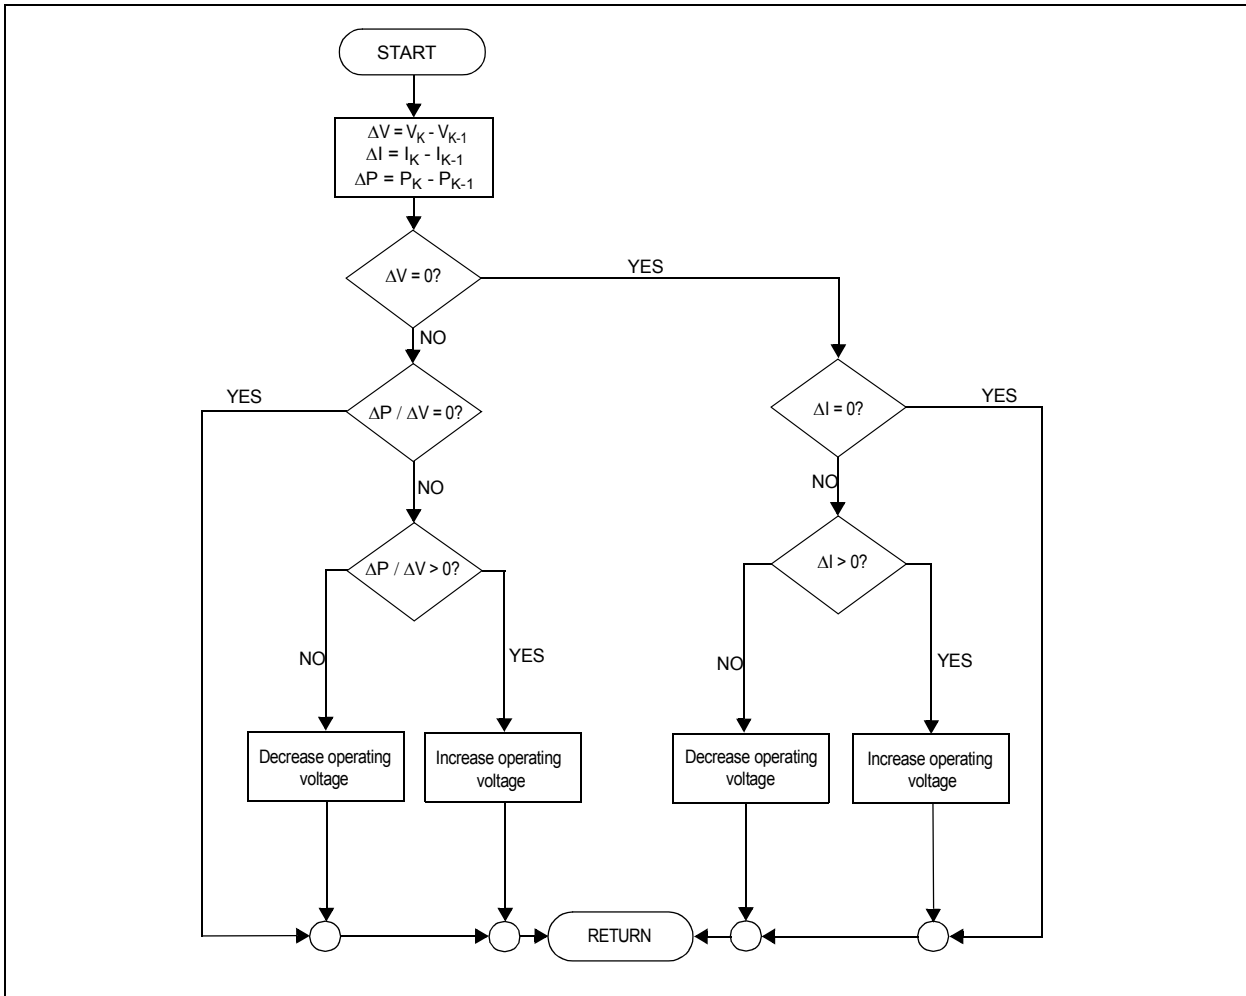 START
ΔV = V_K - V_K-1
ΔI = I_K - I_K-1
ΔP = P_K - P_K-1
ΔV = 0?
YES
NO
YES
ΔP / ΔV = 0?
ΔI = 0?
YES
NO
NO
ΔP / ΔV > 0?
ΔI > 0?
NO
YES
NO
YES
Decrease operating
voltage
Increase operating
voltage
Decrease operating
voltage
Increase operating
voltage
RETURN